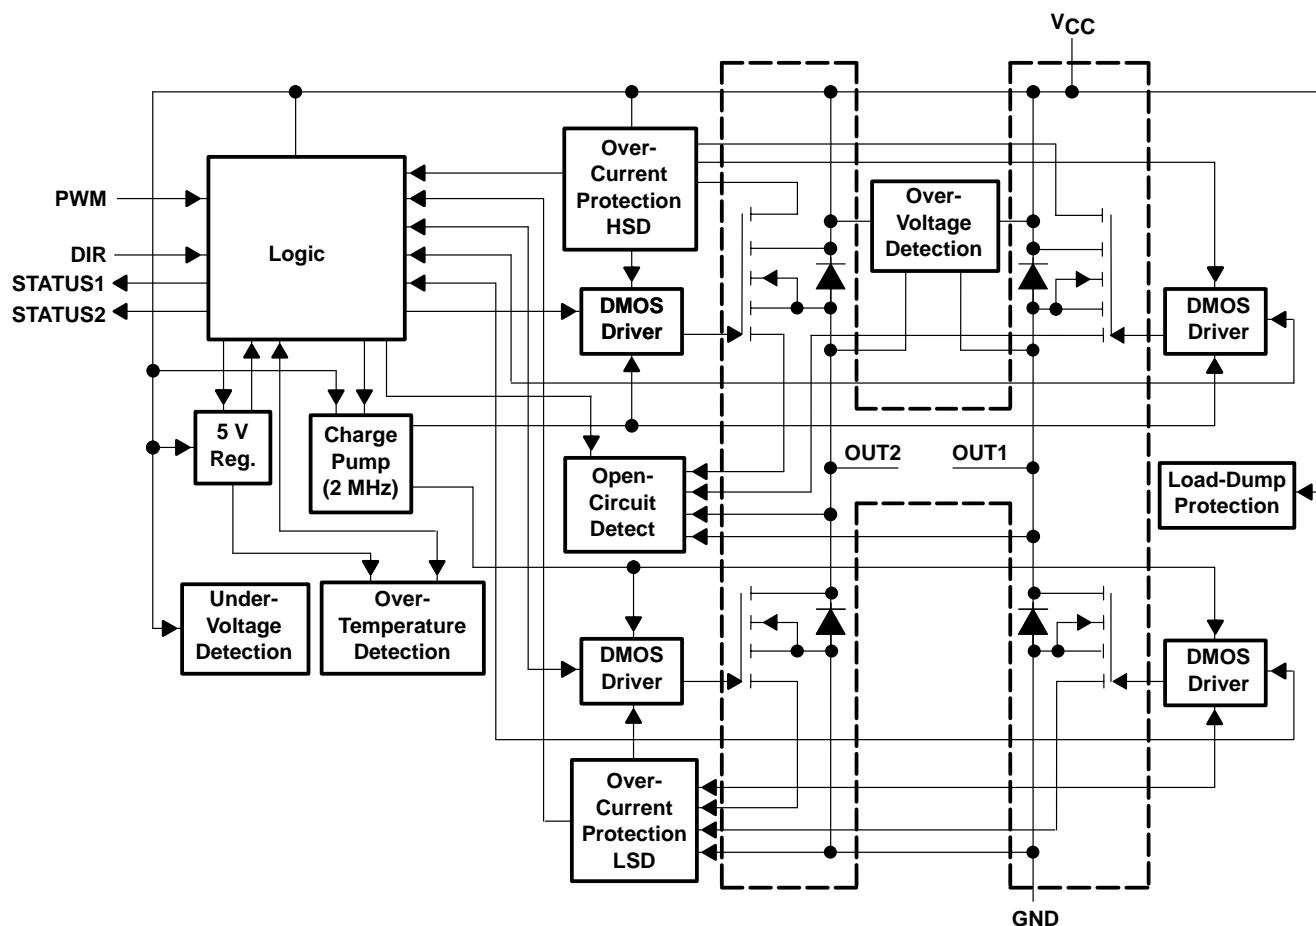 VCC
Over-
Current
Protection
HSD
PWM
DIR
STATUS1
STATUS2
Logic
Over-
Voltage
Detection
DMOS
Driver
DMOS
Driver
5 V
Reg.
Charge
Pump
(2 MHz)
Open-
Circuit
Detect
OUT2
OUT1
Load-Dump
Protection
Under-
Voltage
Detection
Over-
Temperature
Detection
DMOS
Driver
DMOS
Driver
Over-
Current
Protection
LSD
GND